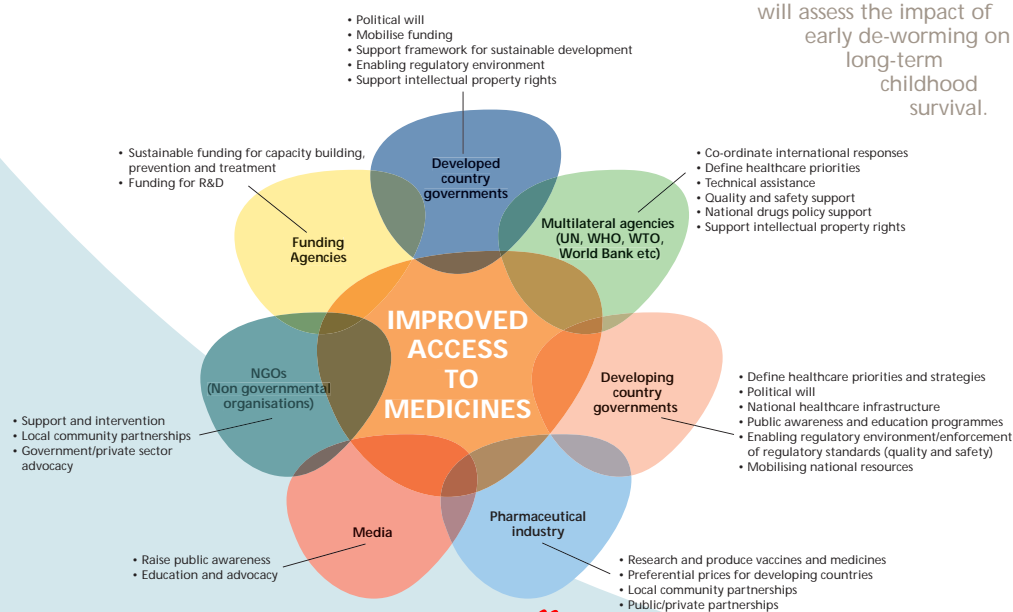 will assess the impact of
early de-worming on
long-term
childhood
survival.
• Political will
• Mobilise funding
• Support framework for sustainable development
• Enabling regulatory environment
• Support intellectual property rights
• Sustainable funding for capacity building,
prevention and treatment
• Funding for R&D
Developed
country
governments
• Co-ordinate international responses
• Define healthcare priorities
• Technical assistance
• Quality and safety support
• National drugs policy support
• Support intellectual property rights
Funding
Agencies
Multilateral agencies
(UN, WHO, WTO,
World Bank etc)
IMPROVED
ACCESS
TO
MEDICINES
NGOs
(Non governmental
organisations)
• Support and intervention
• Local community partnerships
• Government/private sector
advocacy
Developing
country
governments
• Define healthcare priorities and strategies
• Political will
• National healthcare infrastructure
• Public awareness and education programmes
• Enabling regulatory environment/enforcement
of regulatory standards (quality and safety)
• Mobilising national resources
Media
• Raise public awareness
• Education and advocacy
Pharmaceutical
industry
• Research and produce vaccines and medicines
• Preferential prices for developing countries
• Local community partnerships
• Public/private partnerships